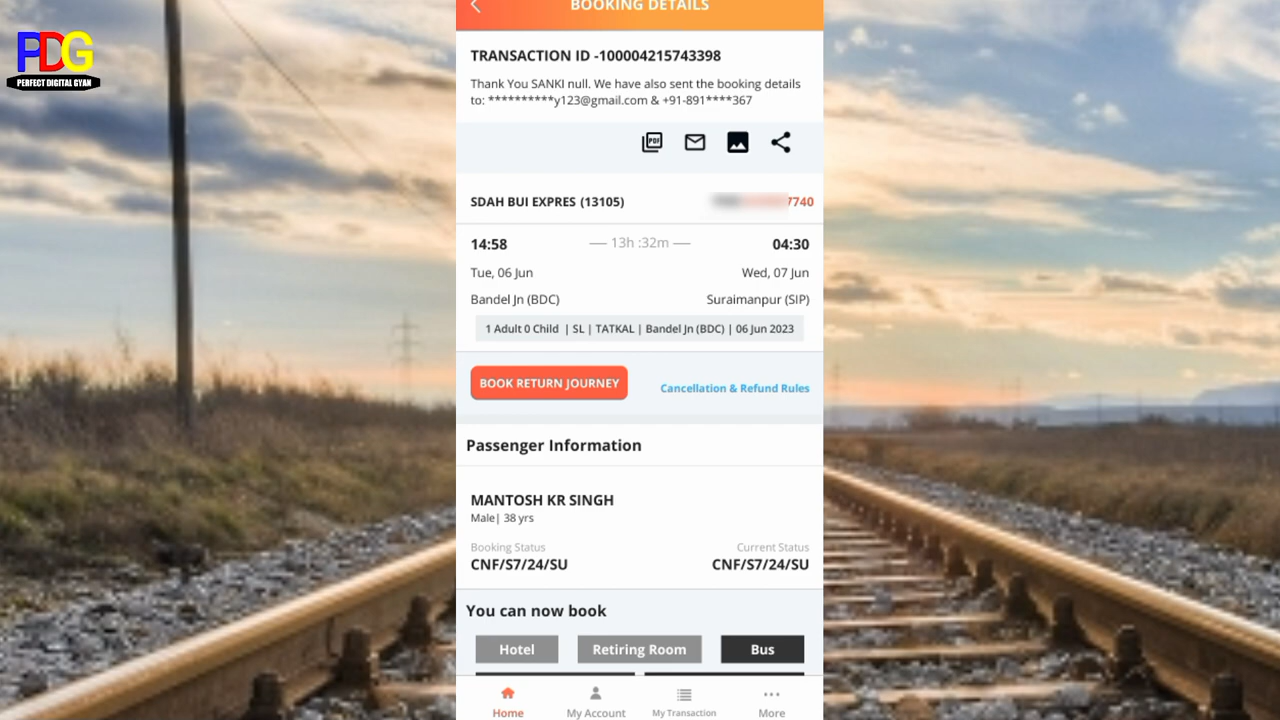 PDG
PERFECT DIGITAL GYAN
BOOKING DETAILS
TRANSACTION ID -100004215743398
Thank You SANKI null. We have also sent the booking details
to: **********y123@gmail.com & +91-891****367
PDF
SDAH BUI EXPRES (13105)
7740
14:58 13h :32m 04:30
Tue, 06 Jun Wed, 07 Jun
Bandel Jn (BDC) Suraimanpur (SIP)
1 Adult 0 Child | SL | TATKAL | Bandel Jn (BDC) | 06 Jun 2023
BOOK RETURN JOURNEY Cancellation & Refund Rules
Passenger Information
MANTOSH KR SINGH
Male| 38 yrs
Booking Status Current Status
CNF/S7/24/SU CNF/S7/24/SU
You can now book
Hotel Retiring Room Bus
Home My Account My Transaction More